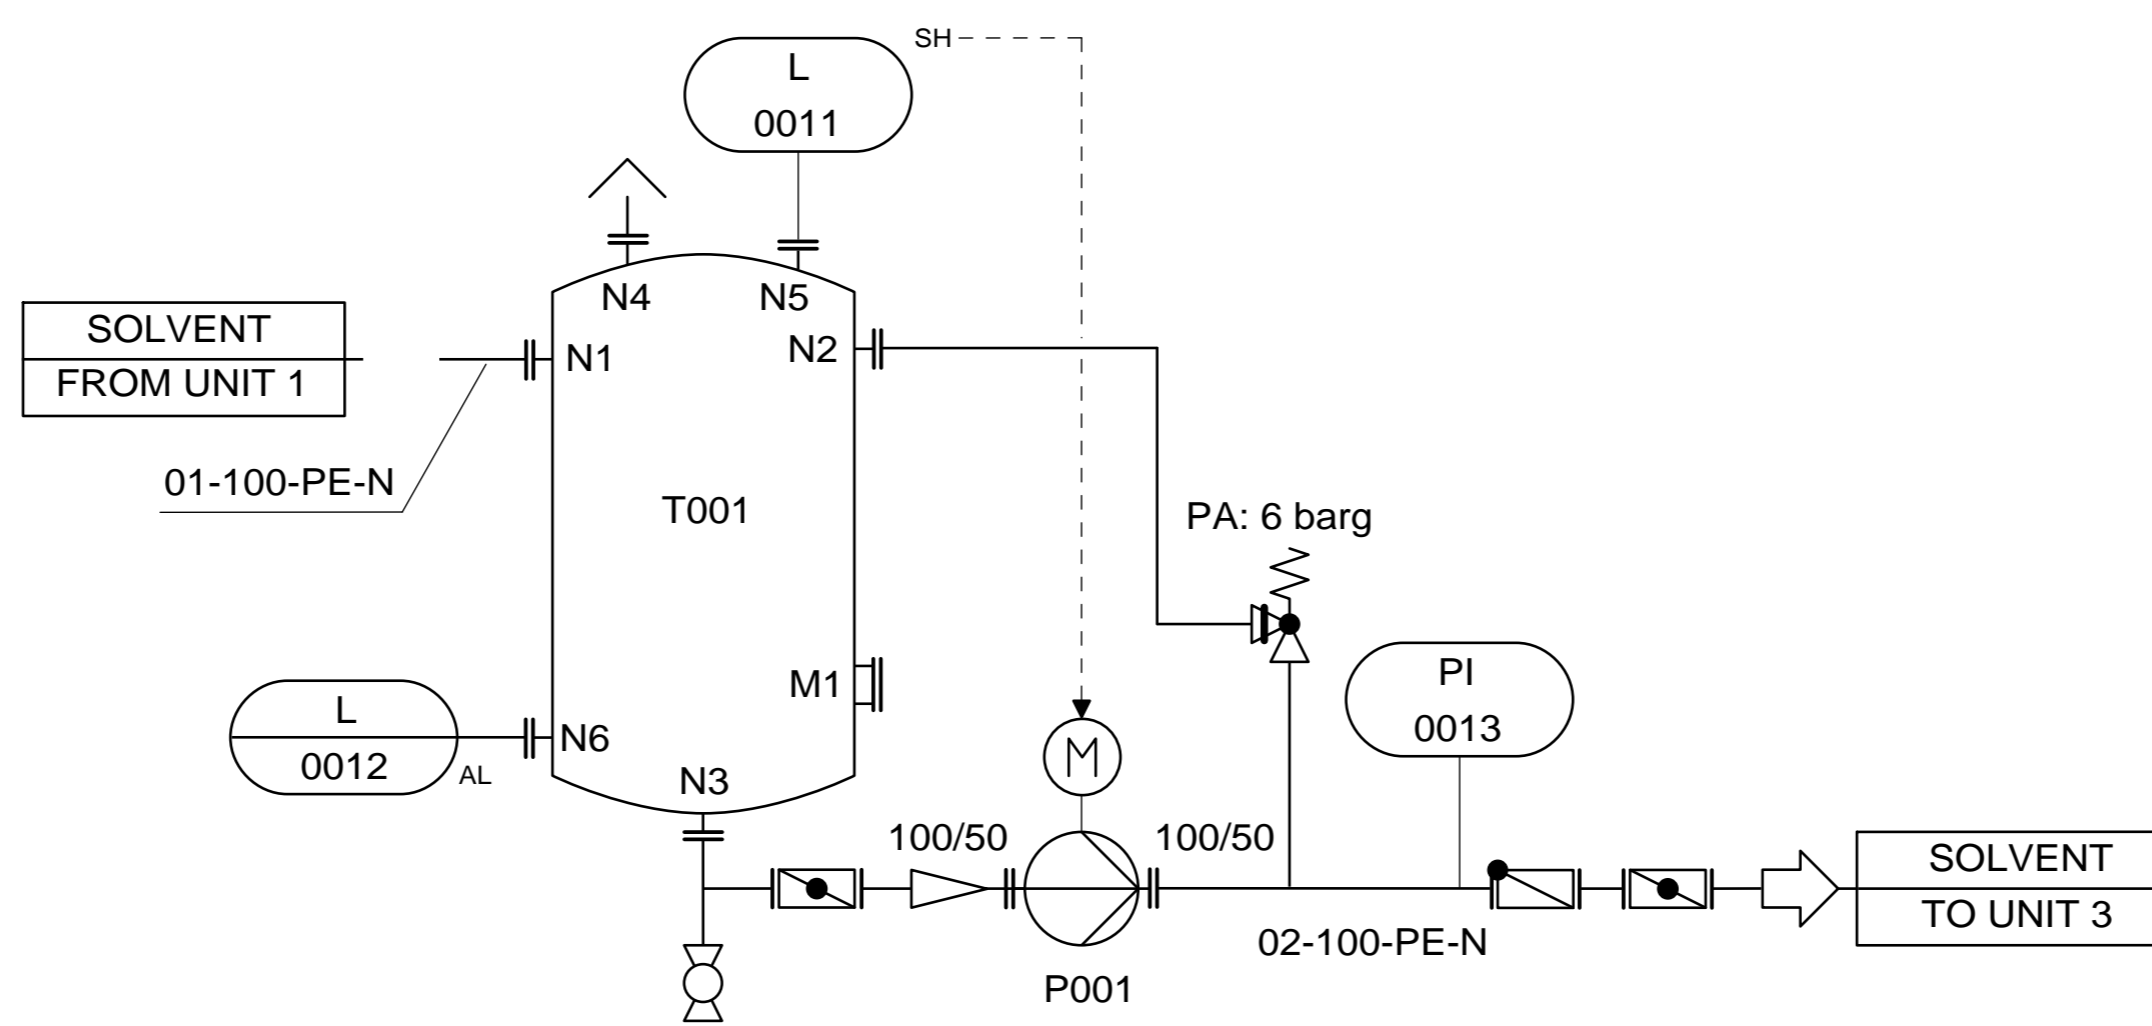 SH
L
0011
N4
N5
SOLVENT
FROM UNIT 1
N1
N2
01-100-PE-N
T001
PA: 6 barg
L
0012
AL
N6
M1
N3
PI
0013
M
100/50
100/50
SOLVENT
TO UNIT 3
02-100-PE-N
P001